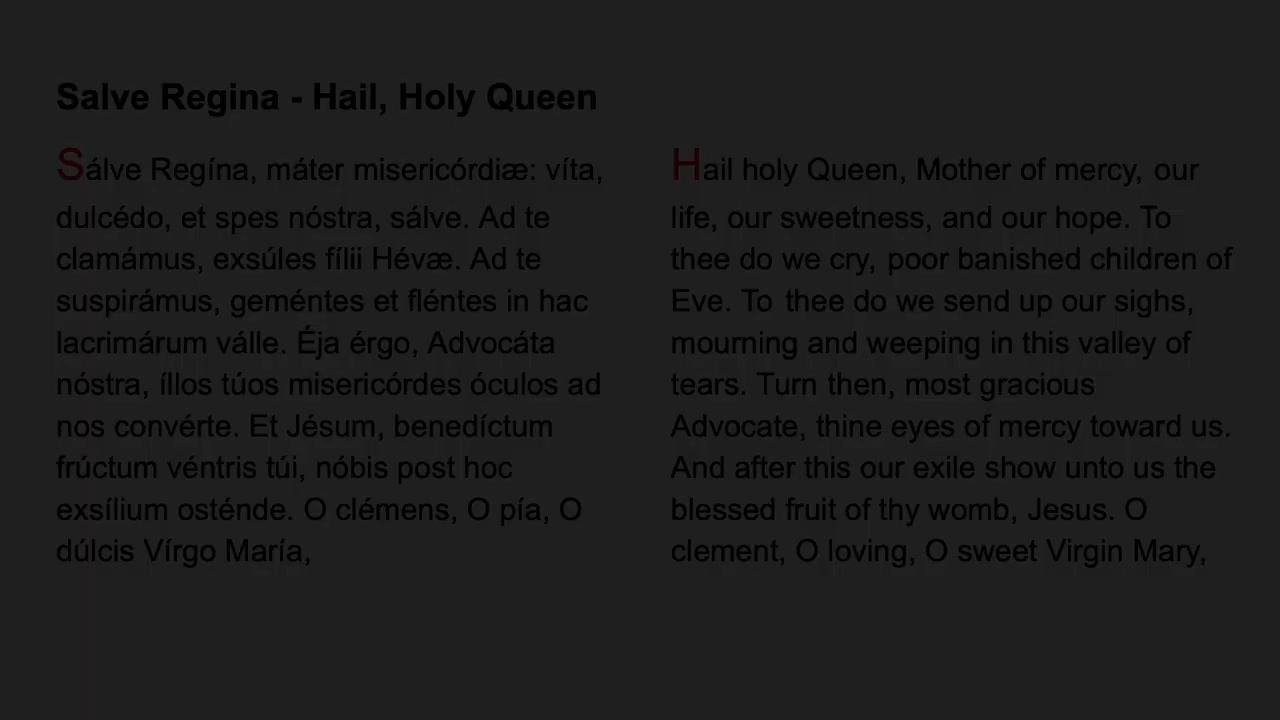 Salve Regina - Hail, Holy Queen
Sálve Regína, máter misericórdiæ: víta,
dulcédo, et spes nóstra, sálve. Ad te
clamámus, exsúles fílii Hévæ. Ad te
suspirámus, geméntes et fléntes in hac
lacrimárum válle. Éja érgo, Advocáta
nóstra, íllos túos misericórdes óculos ad
nos convérte. Et Jésum, benedíctum
frúctum véntris túi, nóbis post hoc
exsílium osténde. O clémens, O pía, O
dúlcis Vírgo María,
Hail holy Queen, Mother of mercy, our
life, our sweetness, and our hope. To
thee do we cry, poor banished children of
Eve. To thee do we send up our sighs,
mourning and weeping in this valley of
tears. Turn then, most gracious
Advocate, thine eyes of mercy toward us.
And after this our exile show unto us the
blessed fruit of thy womb, Jesus. O
clement, O loving, O sweet Virgin Mary,